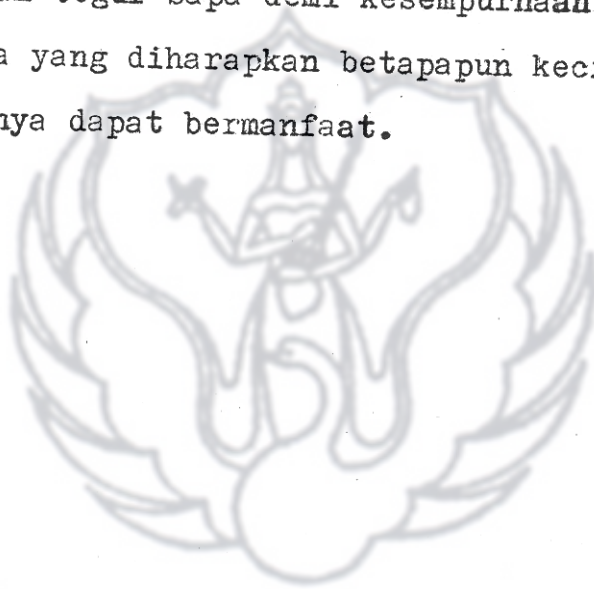 tegur sapa demi kesempurnaan
yang diharapkan betapapun
dapat bermanfaat.